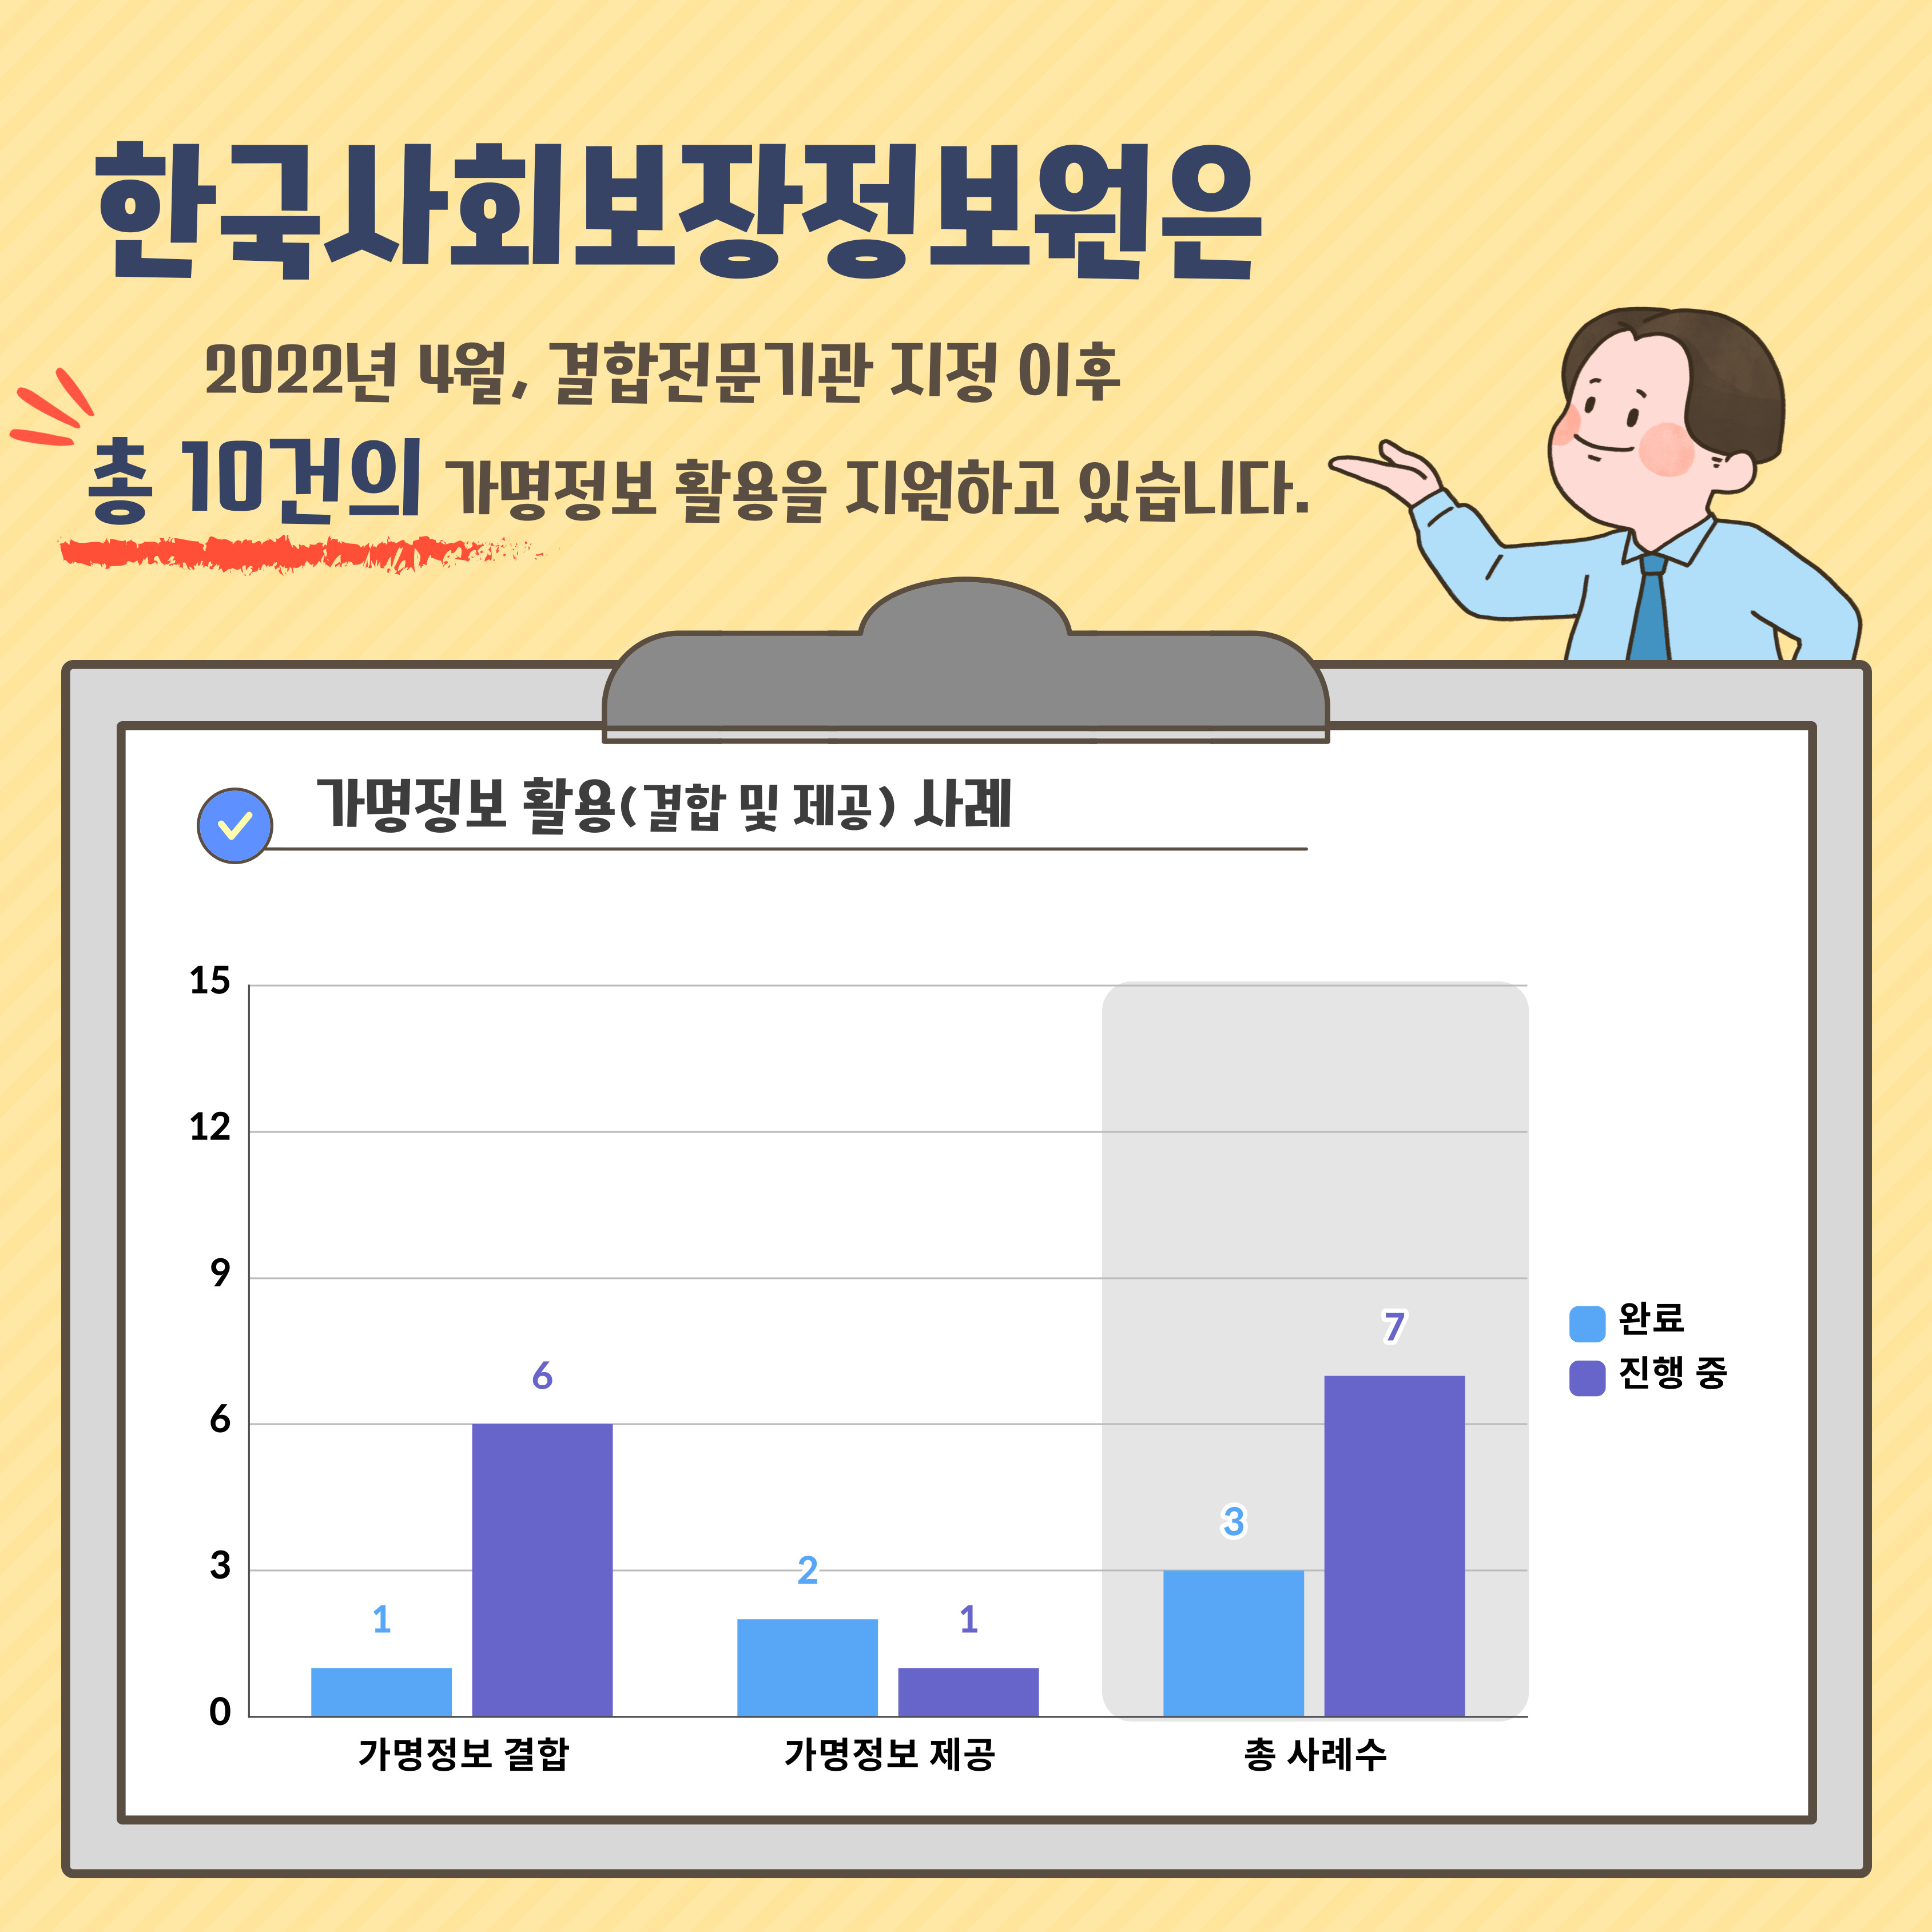 한국사회보장정보원은
2022년 4월, 결합전문기관 지정 이후
총 10건의 가명정보 활용을 지원하고 있습니다.
가명정보 활용(결합 및 제공) 사례
15
12
9
6
3
0
1
6
2
1
3
7
가명정보 결합
가명정보 제공
총 사례수
완료
진행 중